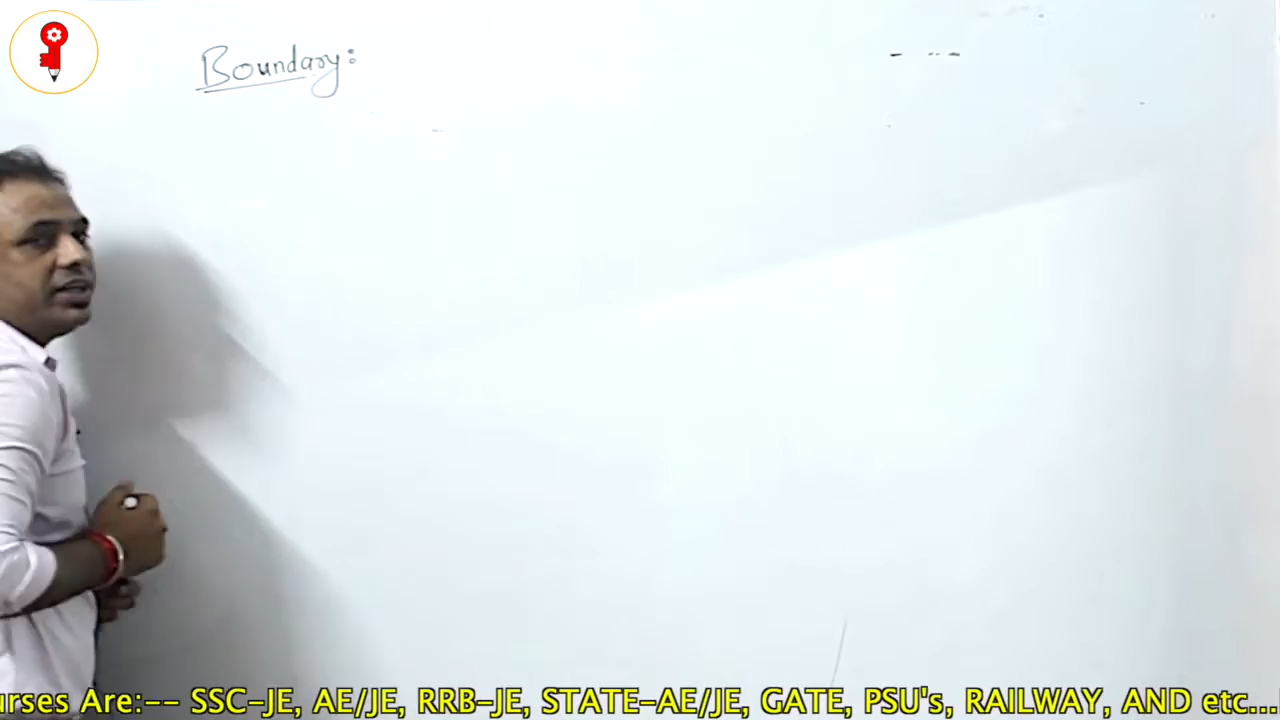 Boundary:
urses Are:-- SSC-JE, AE/JE, RRB-JE, STATE-AE/JE, GATE, PSU's, RAILWAY, AND etc...